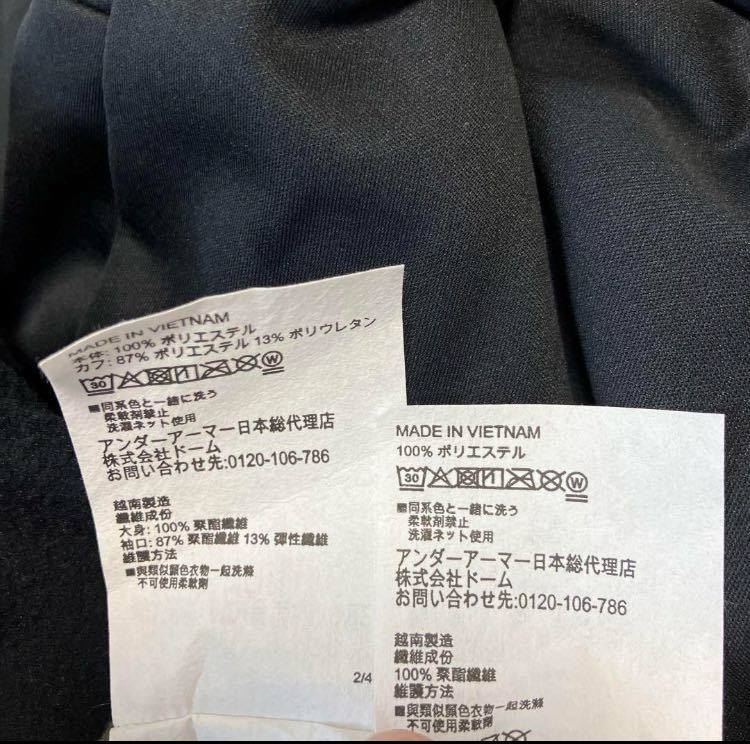 MADE IN VIETNAM
本体: 100% ポリエステル
カフ: 87% ポリエステル 13% ポリウレタン
30 W
■同系色と一緒に洗う
柔軟剤禁止
洗濯ネット使用
アンダーアーマー日本総代理店
株式会社ドーム
お問い合わせ先:0120-106-786
越南製造
纖維成份
大身: 100% 聚酯纖維
袖口: 87% 聚酯纖維 13% 彈性纖維
維護方法
■與類似顏色衣物一起洗滌
不可使用柔軟劑
2/4
MADE IN VIETNAM
100% ポリエステル
30 W
■同系色と一緒に洗う
柔軟剤禁止
洗濯ネット使用
アンダーアーマー日本総代理店
株式会社ドーム
お問い合わせ先:0120-106-786
越南製造
纖維成份
100% 聚酯纖維
維護方法
■與類似顏色衣物一起洗滌
不可使用柔軟劑